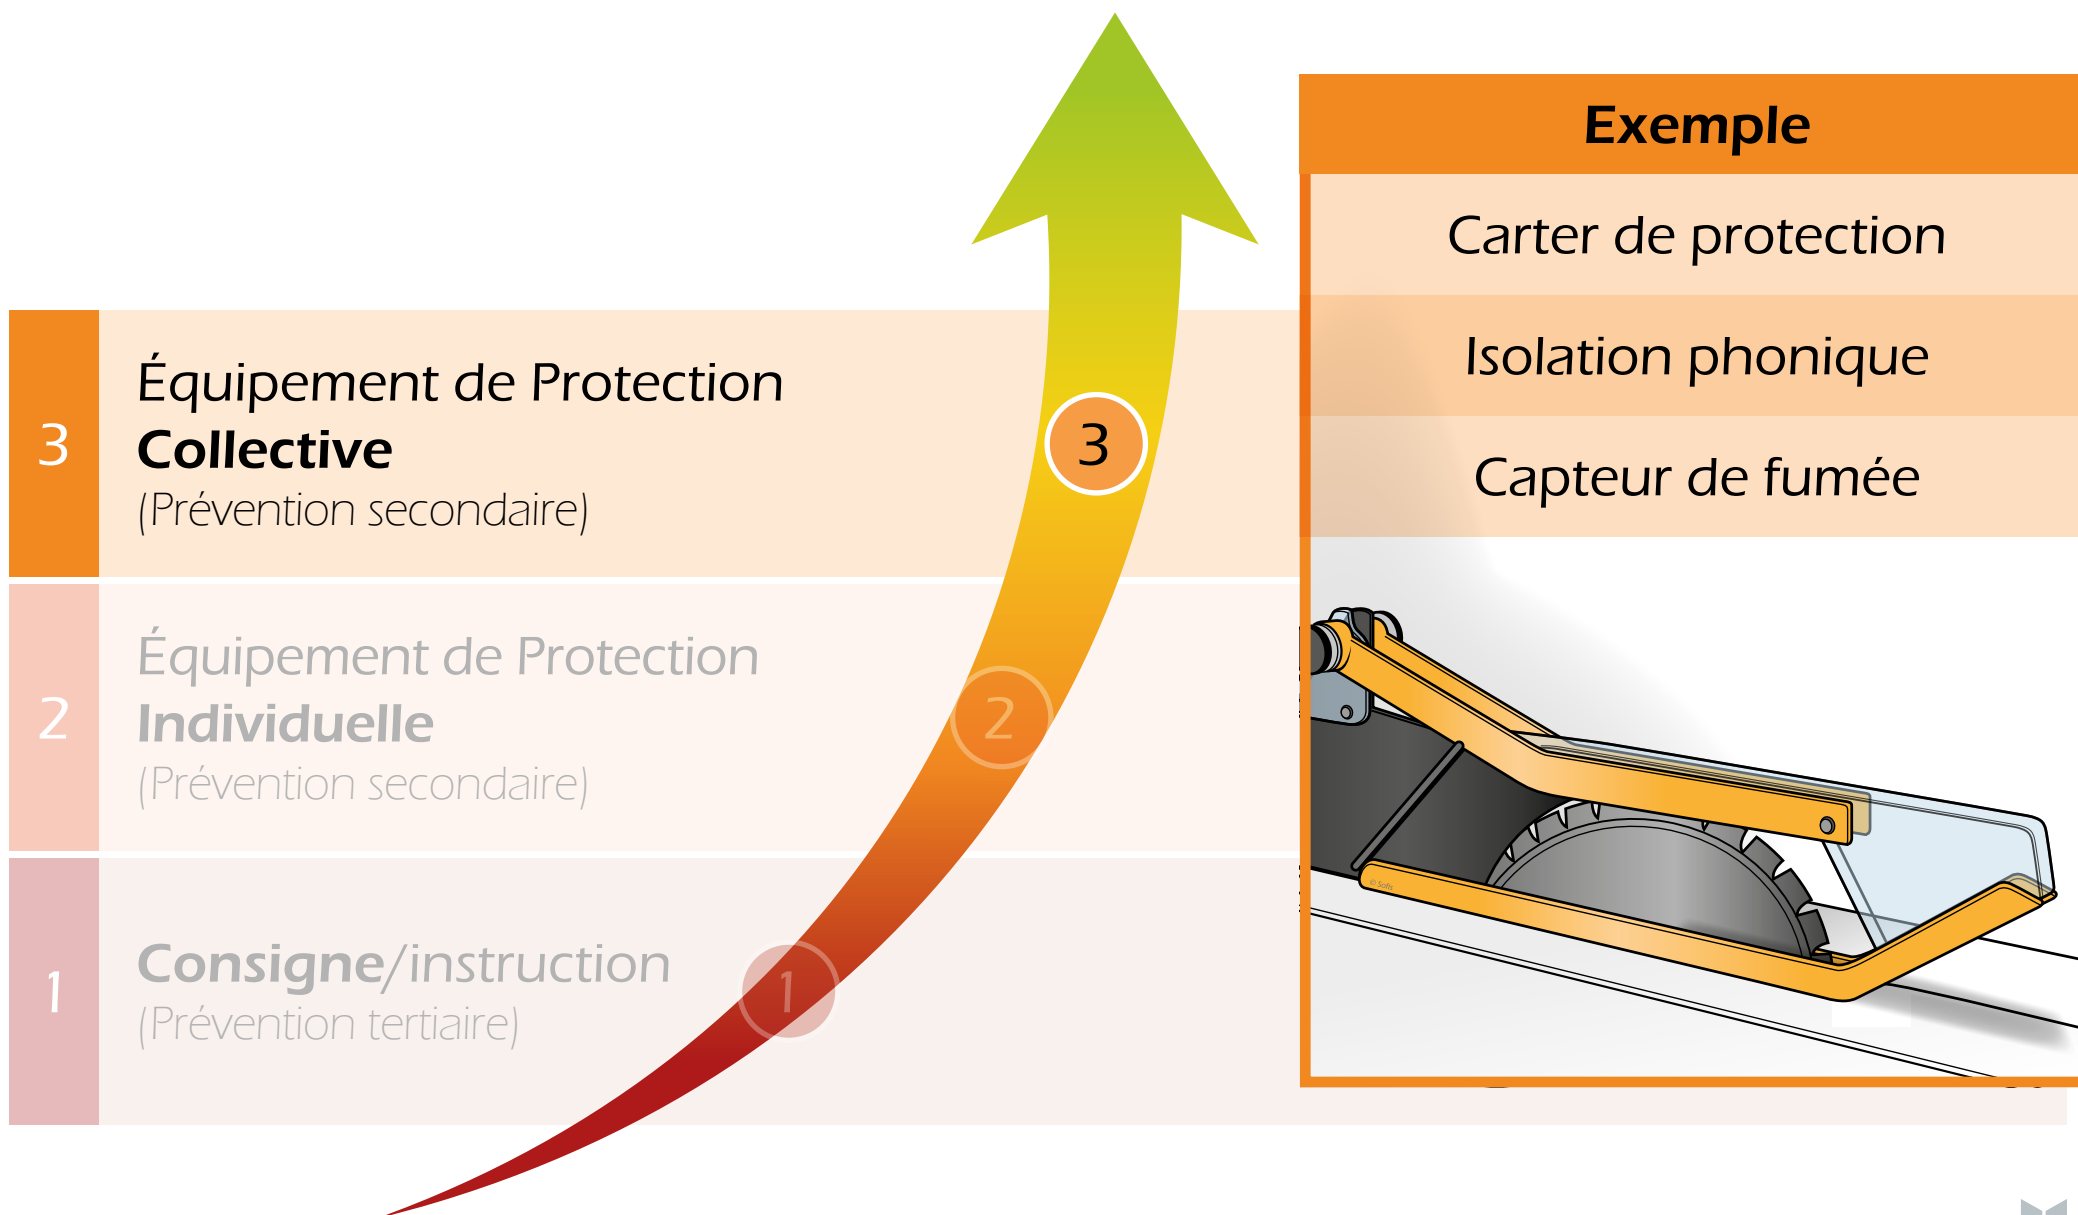 Exemple
Carter de protection
Isolation phonique
Capteur de fumée
3
Équipement de Protection
Collective
(Prévention secondaire)
3
2
Équipement de Protection
Individuelle
(Prévention secondaire)
2
1
Consigne/instruction
(Prévention tertiaire)
1
© Sofis